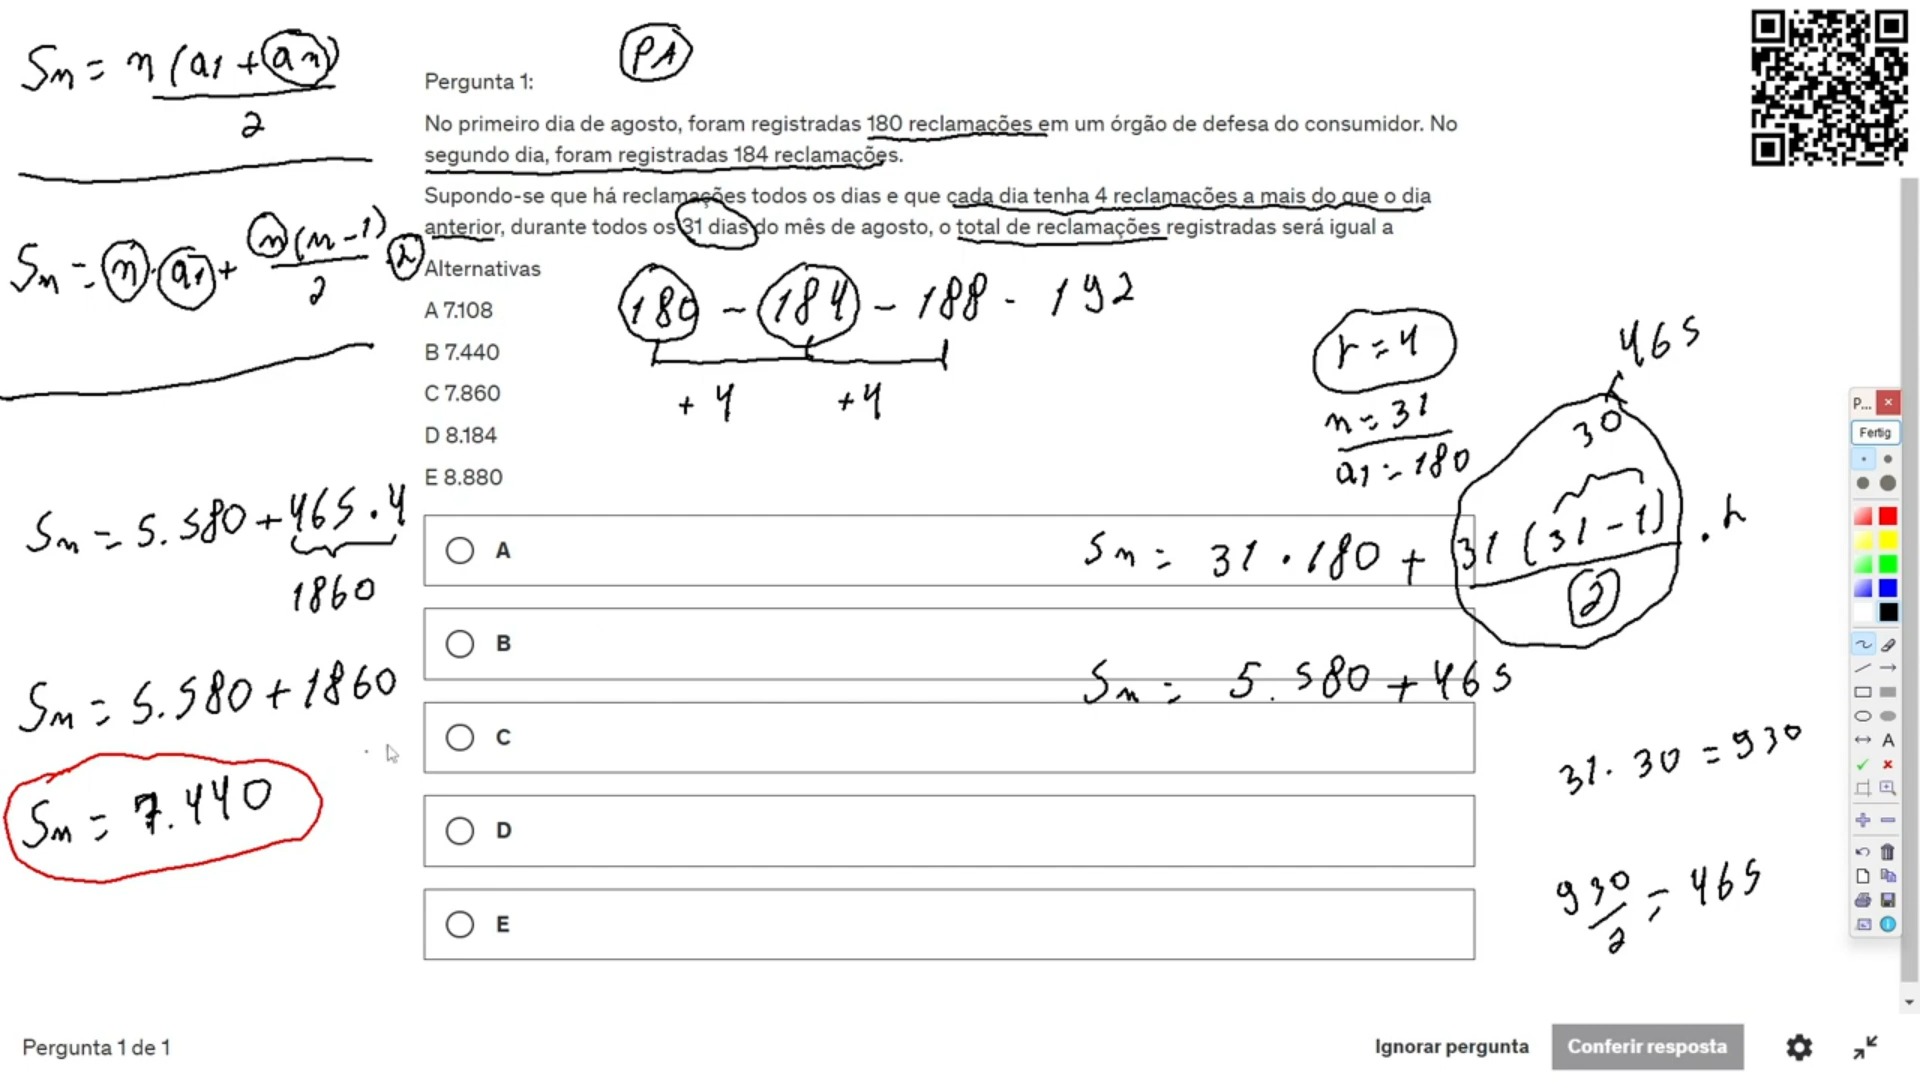 Sn = n (a1 + an)
2
PA
Pergunta 1:
No primeiro dia de agosto, foram registradas 180 reclamações em um órgão de defesa do consumidor. No
segundo dia, foram registradas 184 reclamações.
Supondo-se que há reclamações todos os dias e que cada dia tenha 4 reclamações a mais do que o dia
anterior, durante todos os 31 dias do mês de agosto, o total de reclamações registradas será igual a
Sn = n . a1 + n (n - 1) . r
2
Alternativas
A 7.108
B 7.440
C 7.860
D 8.184
E 8.880
180 - 184 - 188 - 192
+4 +4
r = 4
n = 31
a1 = 180
465
30
Sn = 31 . 180 + 31 (31 - 1) . r
2
Sn = 5.580 + 465
31 . 30 = 930
930 = 465
2
Sn = 5.580 + 465 . 4
1860
Sn = 5.580 + 1860
Sn = 7.440
A
B
C
D
E
P...
Fertig
A
Pergunta 1 de 1
Ignorar pergunta
Conferir resposta